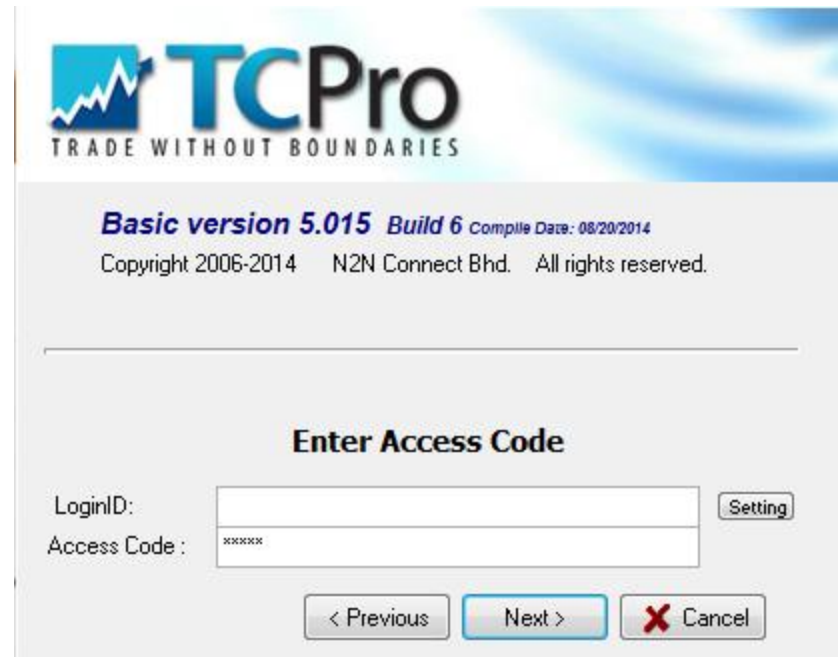 TCPro
TRADE WITHOUT BOUNDARIES
Basic version 5.015 Build 6 Compile Date: 08/20/2014
Copyright 2006-2014 N2N Connect Bhd. All rights reserved.
Enter Access Code
LoginID:
Setting
Access Code : *****
< Previous Next > Cancel